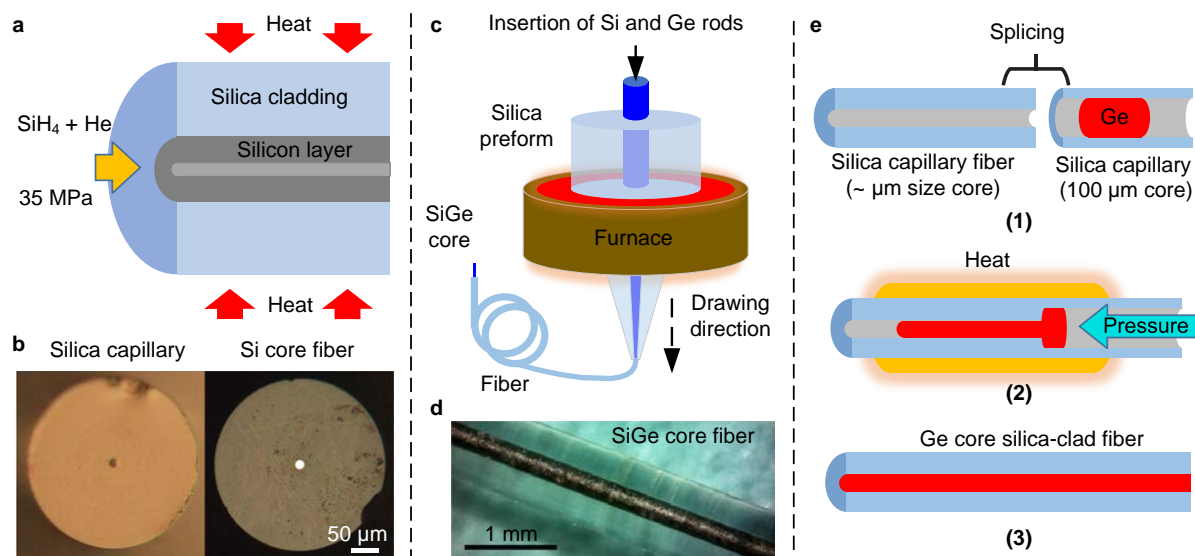 a
Heat
Silica cladding
SiH4 + He
Silicon layer
35 MPa
Heat
b
Silica capillary
Si core fiber
50 µm
c
Insertion of Si and Ge rods
Silica
preform
SiGe
core
Furnace
Drawing
direction
Fiber
d
SiGe core fiber
1 mm
e
Splicing
Ge
Silica capillary fiber
(~ µm size core)
Silica capillary
(100 µm core)
(1)
Heat
Pressure
(2)
Ge core silica-clad fiber
(3)